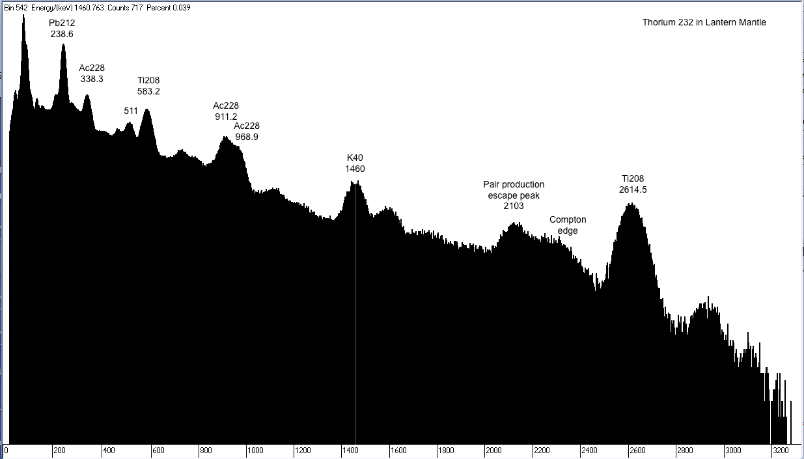 Bin 542 Energy/(keV) 1460.763 Counts 717 Percent 0.039
Thorium 232 in Lantern Mantle
Pb212
238.6
Ac228
338.3
511
Ti208
583.2
Ac228
911.2
Ac228
968.9
K40
1460
Pair production
escape peak
2103
Compton
edge
Ti208
2614.5
0 200 400 600 800 1000 1200 1400 1600 1800 2000 2200 2400 2600 2800 3000 3200